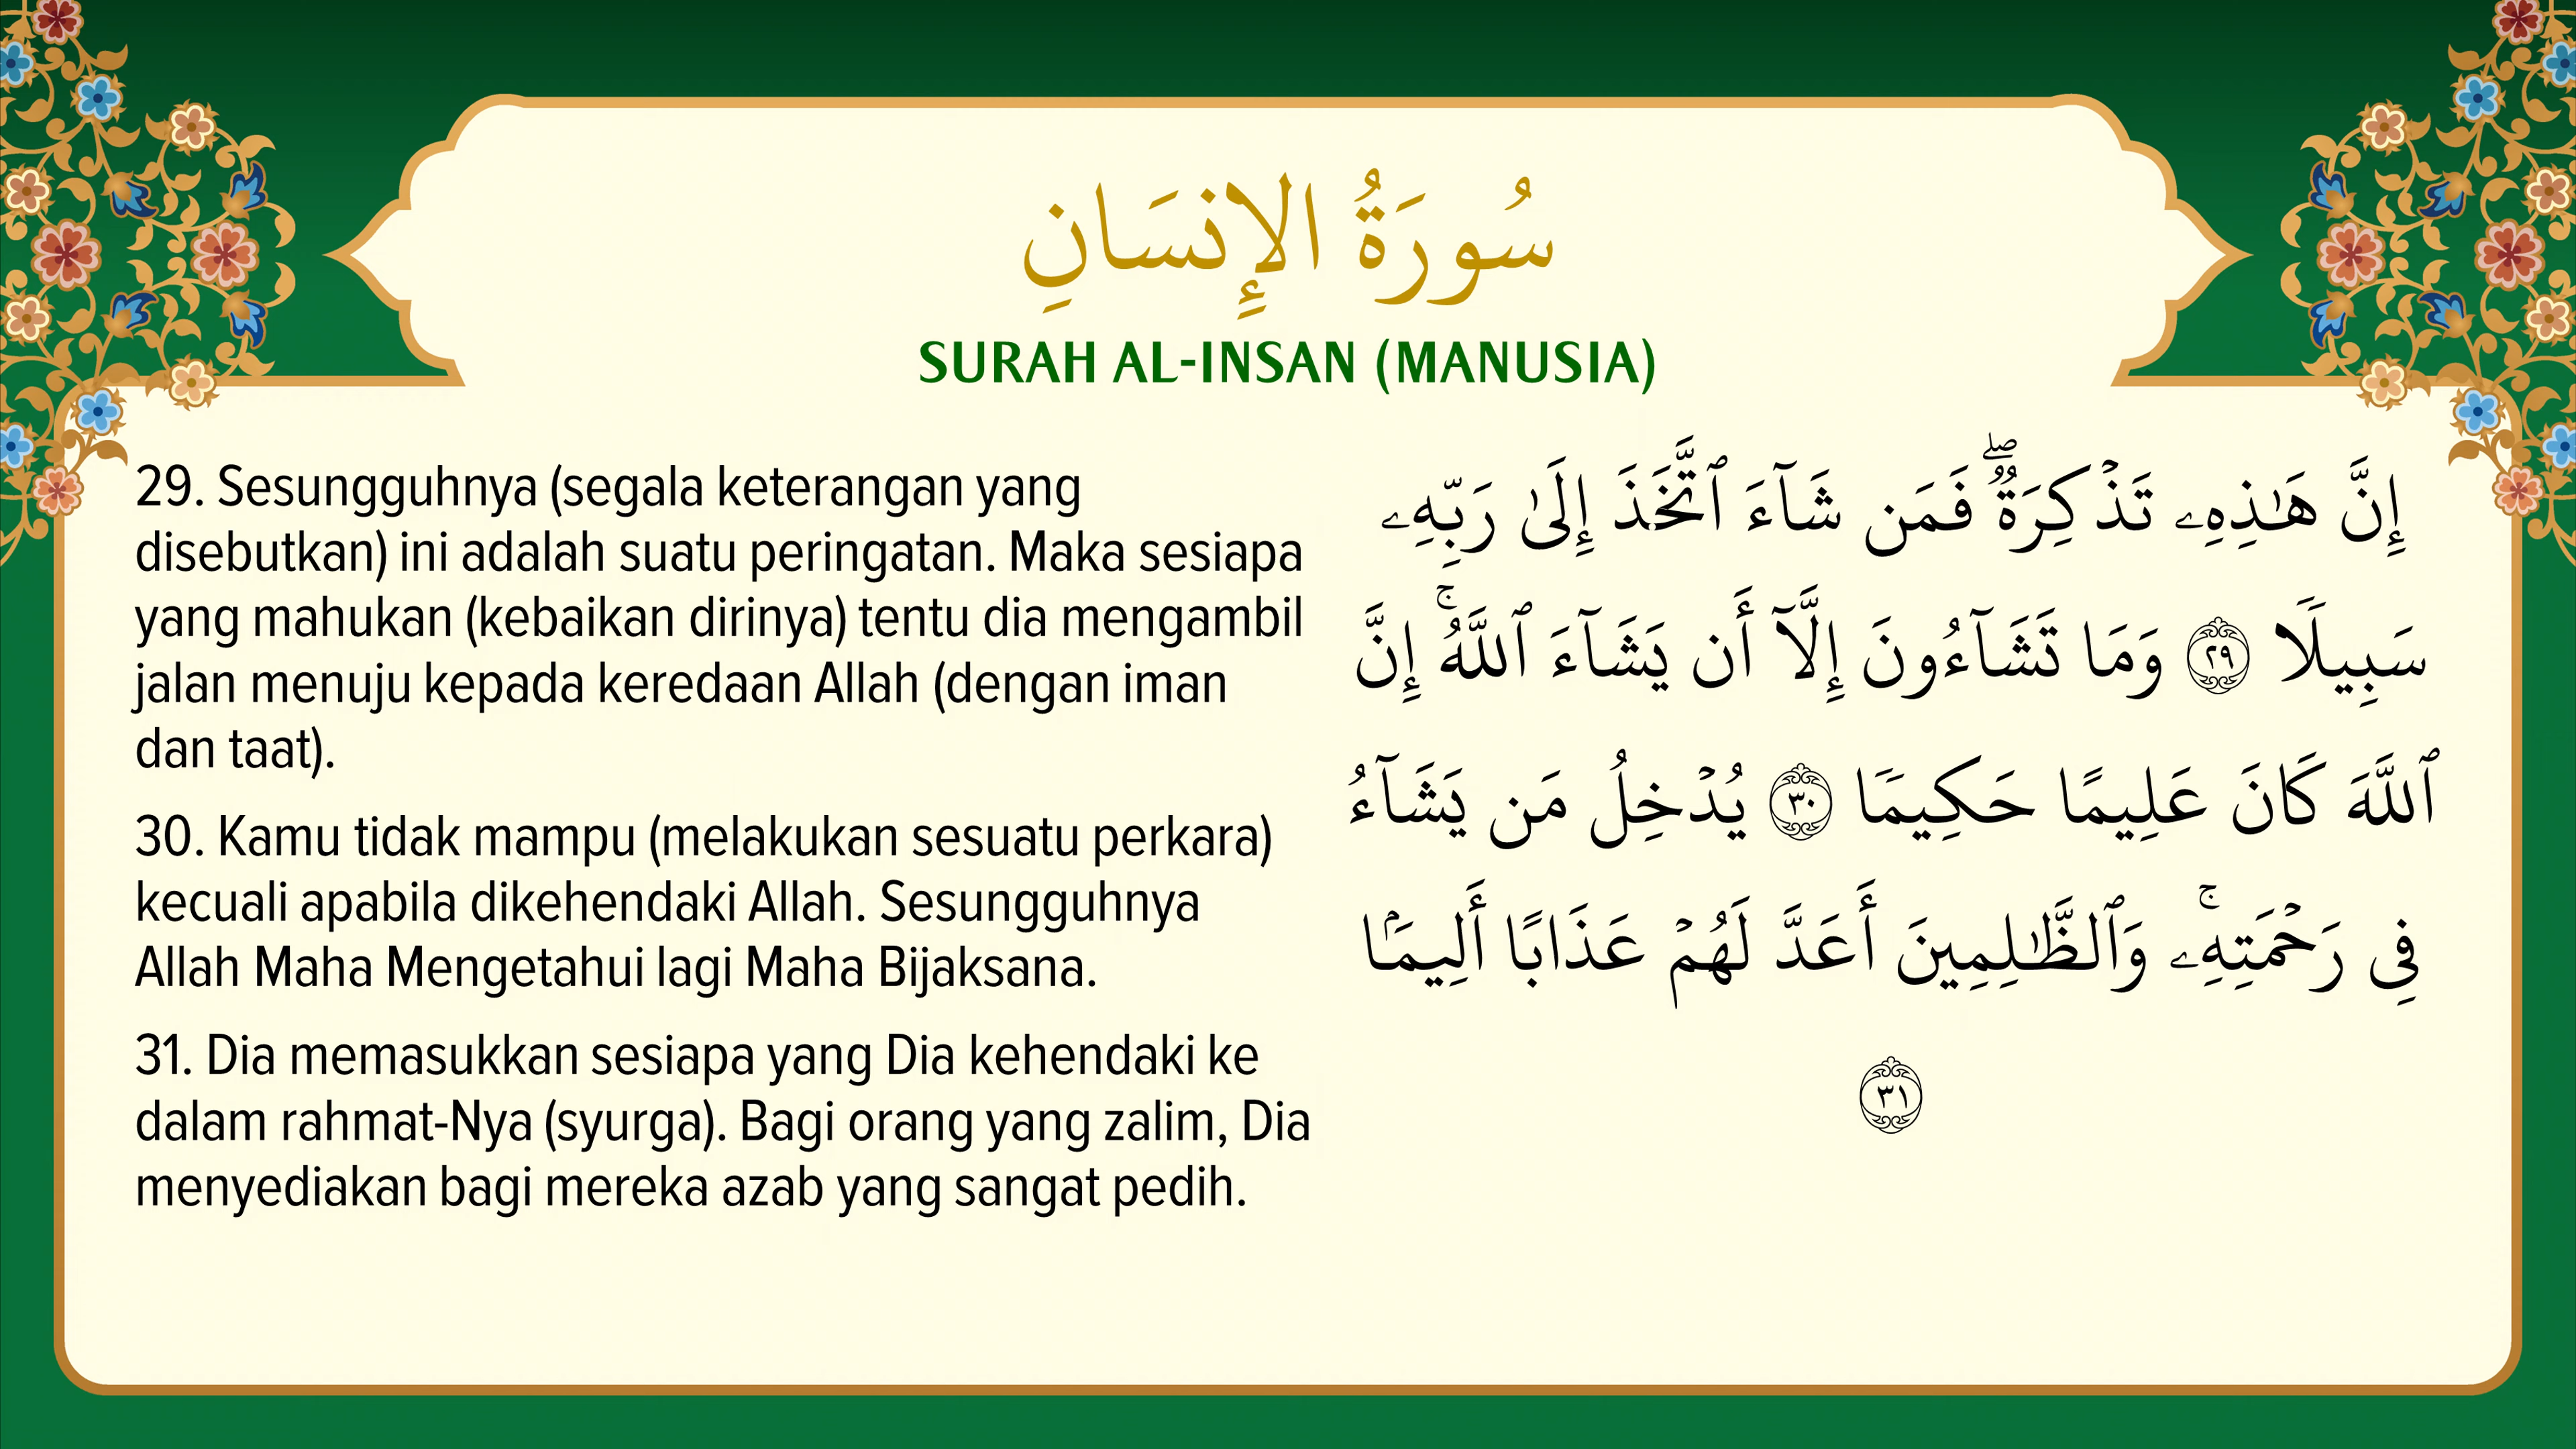 سُورَةُ الإِنسَانِ
SURAH AL-INSAN (MANUSIA)
29. Sesungguhnya (segala keterangan yang
disebutkan) ini adalah suatu peringatan. Maka sesiapa
yang mahukan (kebaikan dirinya) tentu dia mengambil
jalan menuju kepada keredaan Allah (dengan iman
dan taat).
30. Kamu tidak mampu (melakukan sesuatu perkara)
kecuali apabila dikehendaki Allah. Sesungguhnya
Allah Maha Mengetahui lagi Maha Bijaksana.
31. Dia memasukkan sesiapa yang Dia kehendaki ke
dalam rahmat-Nya (syurga). Bagi orang yang zalim, Dia
menyediakan bagi mereka azab yang sangat pedih.
إِنَّ هَـٰذِهِۦ تَذۡكِرَةٞۖ فَمَن شَآءَ ٱتَّخَذَ إِلَىٰ رَبِّهِۦ
سَبِيلٗا ٢٩ وَمَا تَشَآءُونَ إِلَّآ أَن يَشَآءَ ٱللَّهُۚ إِنَّ
ٱللَّهَ كَانَ عَلِيمًا حَكِيمٗا ٣٠ يُدۡخِلُ مَن يَشَآءُ
فِي رَحۡمَتِهِۦۚ وَٱلظَّـٰلِمِينَ أَعَدَّ لَهُمۡ عَذَابًا أَلِيمَۢا
٣١